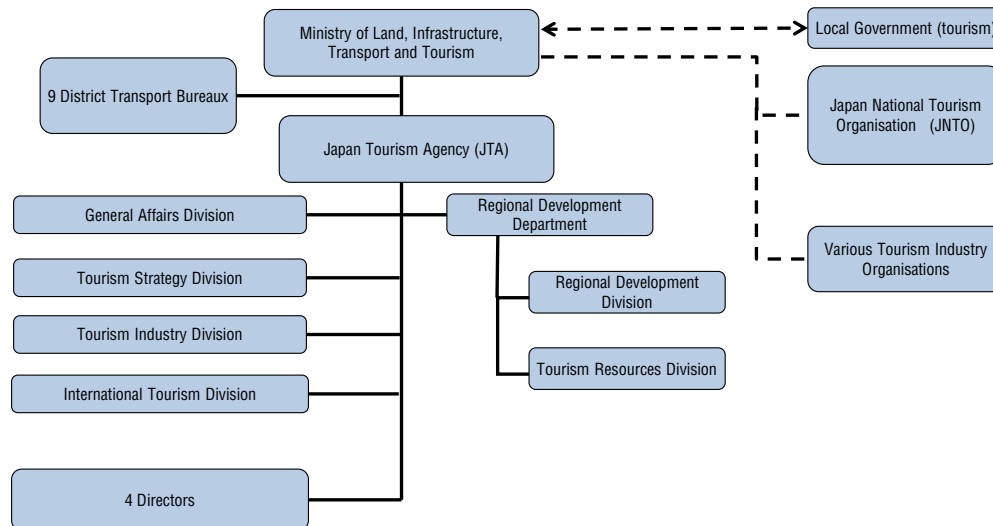 Ministry of Land, Infrastructure,
Transport and Tourism
Local Government (tourism)
9 District Transport Bureaux
Japan National Tourism
Organisation (JNTO)
Japan Tourism Agency (JTA)
General Affairs Division
Regional Development
Department
Various Tourism Industry
Organisations
Tourism Strategy Division
Regional Development
Division
Tourism Industry Division
Tourism Resources Division
International Tourism Division
4 Directors